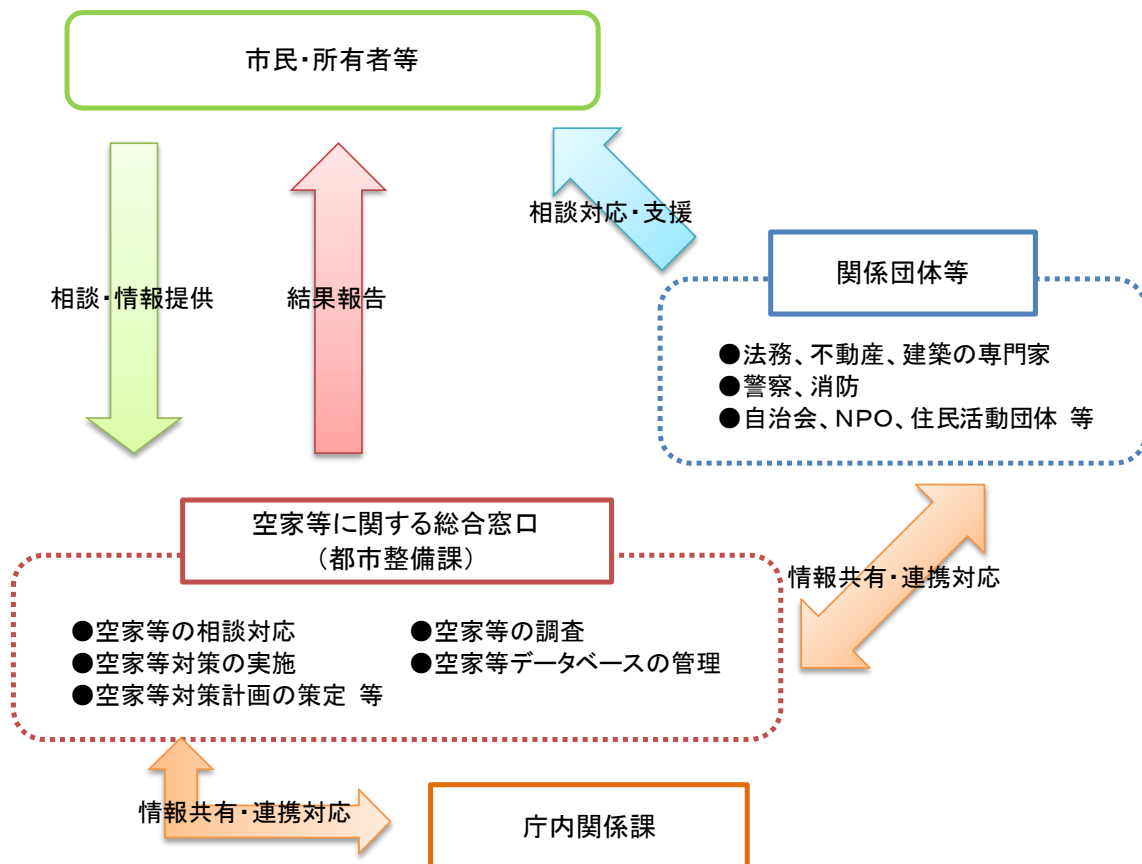 市民・所有者等
相談対応・支援
関係団体等
相談・情報提供
結果報告
●法務、不動産、建築の専門家
●警察、消防
●自治会、NPO、住民活動団体 等
空家等に関する総合窓口
（都市整備課）
情報共有・連携対応
●空家等の相談対応
●空家等対策の実施
●空家等対策計画の策定 等
●空家等の調査
●空家等データベースの管理
情報共有・連携対応
庁内関係課